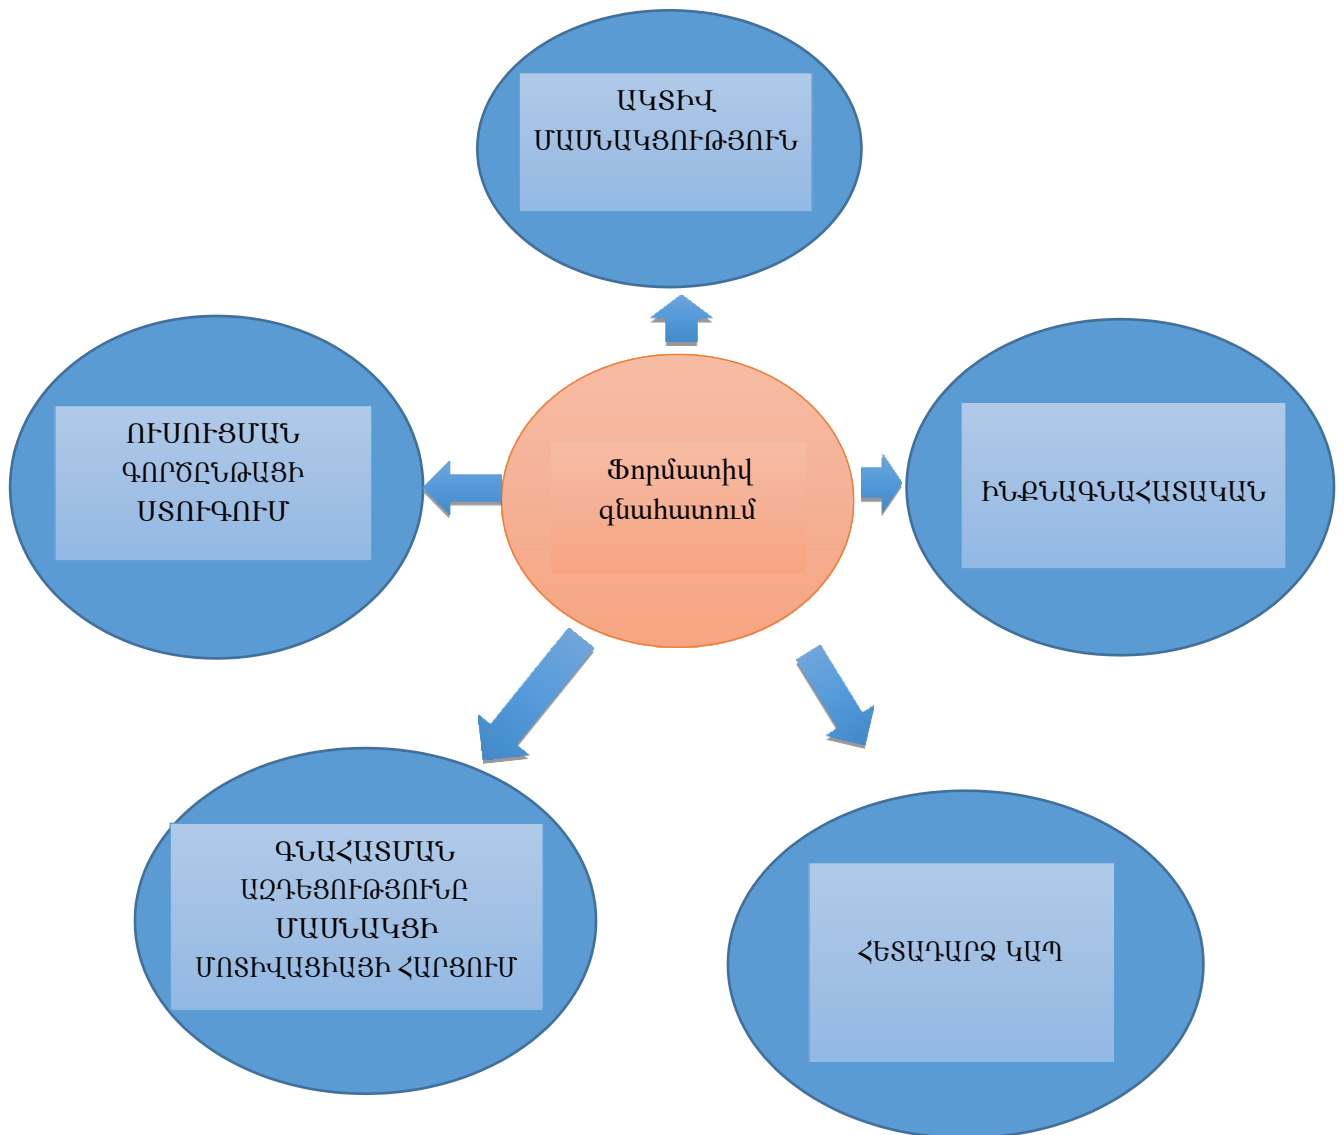 ԱԿՏԻՎ
ՄԱՍՆԱԿՑՈՒԹՅՈՒՆ
ՈՒՍՈՒՑՄԱՆ
ԳՈՐԾԸՆԹԱՑԻ
ՍՏՈՒԳՈՒՄ
Ֆորմատիվ
գնահատում
ԻՆՔՆԱԳՆԱՀԱՏԱԿԱՆ
ԳՆԱՀԱՏՄԱՆ
ԱԶԴԵՑՈՒԹՅՈՒՆԸ
ՄԱՍՆԱԿՑԻ
ՄՈՏԻՎԱՑԻԱՅԻ ՀԱՐՑՈՒՄ
ՀԵՏԱԴԱՐՁ ԿԱՊ